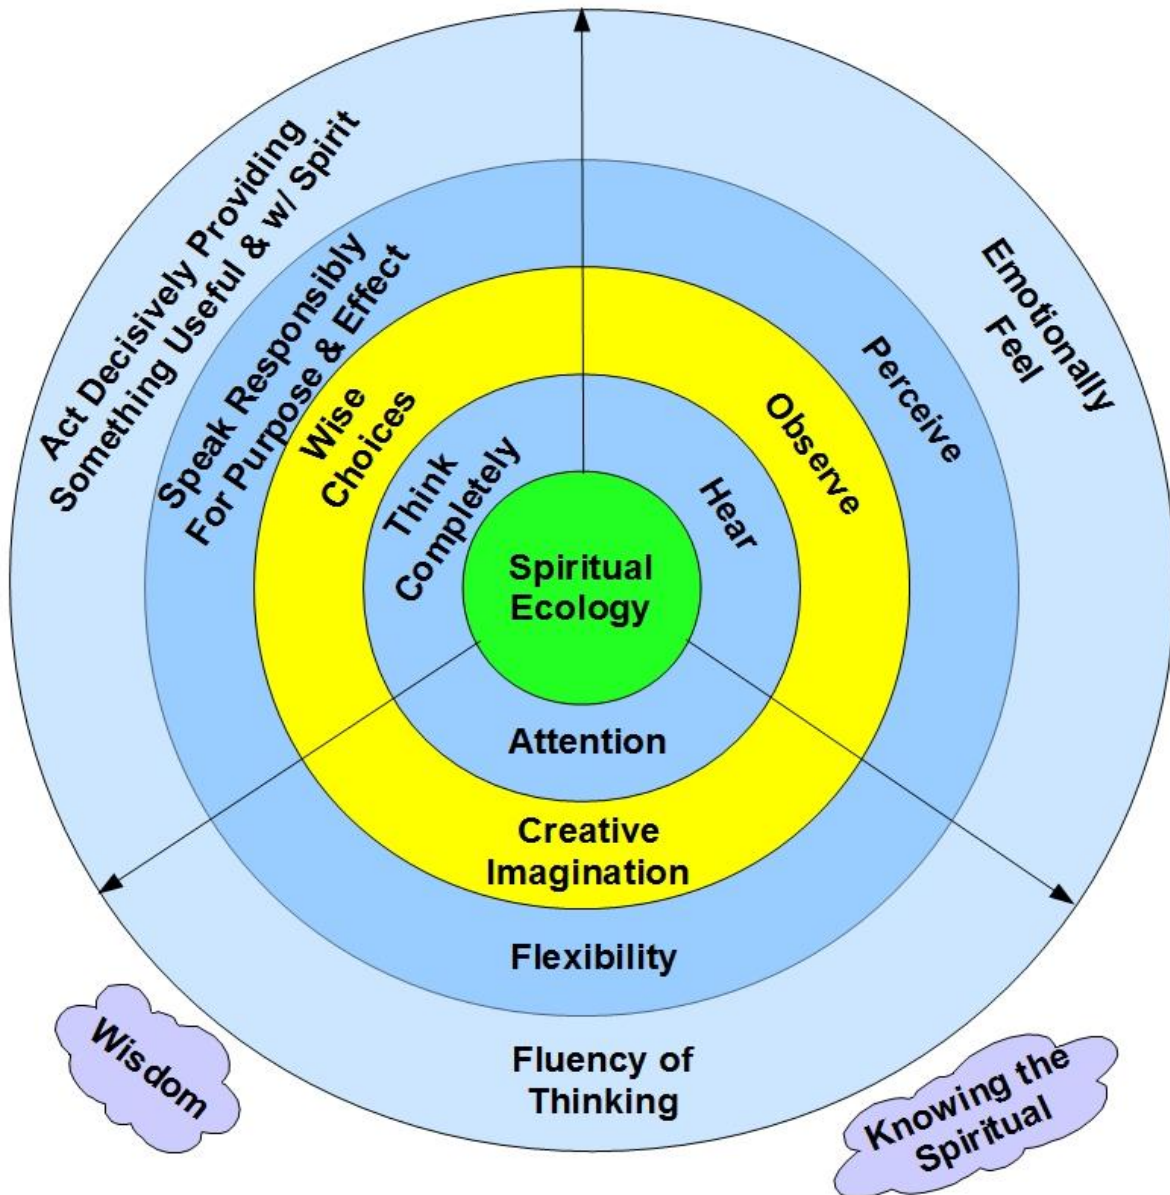 Act Decisively Providing
Something Useful & w/ Spirit
Speak Responsibly
For Purpose & Effect
Wise
Choices
Think
Completely
Emotionally
Feel
Perceive
Observe
Hear
Spiritual
Ecology
Attention
Creative
Imagination
Flexibility
Fluency of
Thinking
Wisdom
Knowing the
Spiritual